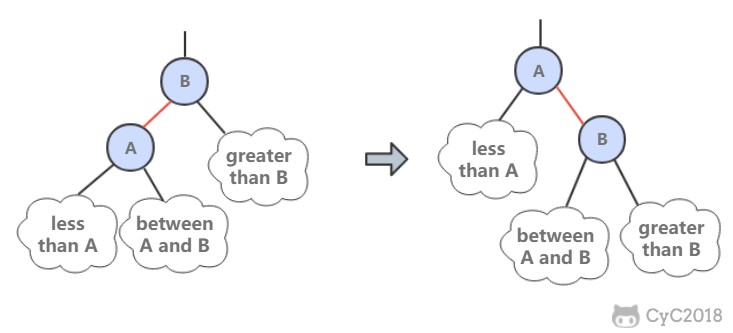 B
A
less
than A
between
A and B
greater
than B
A
less
than A
B
between
A and B
greater
than B
CyC2018